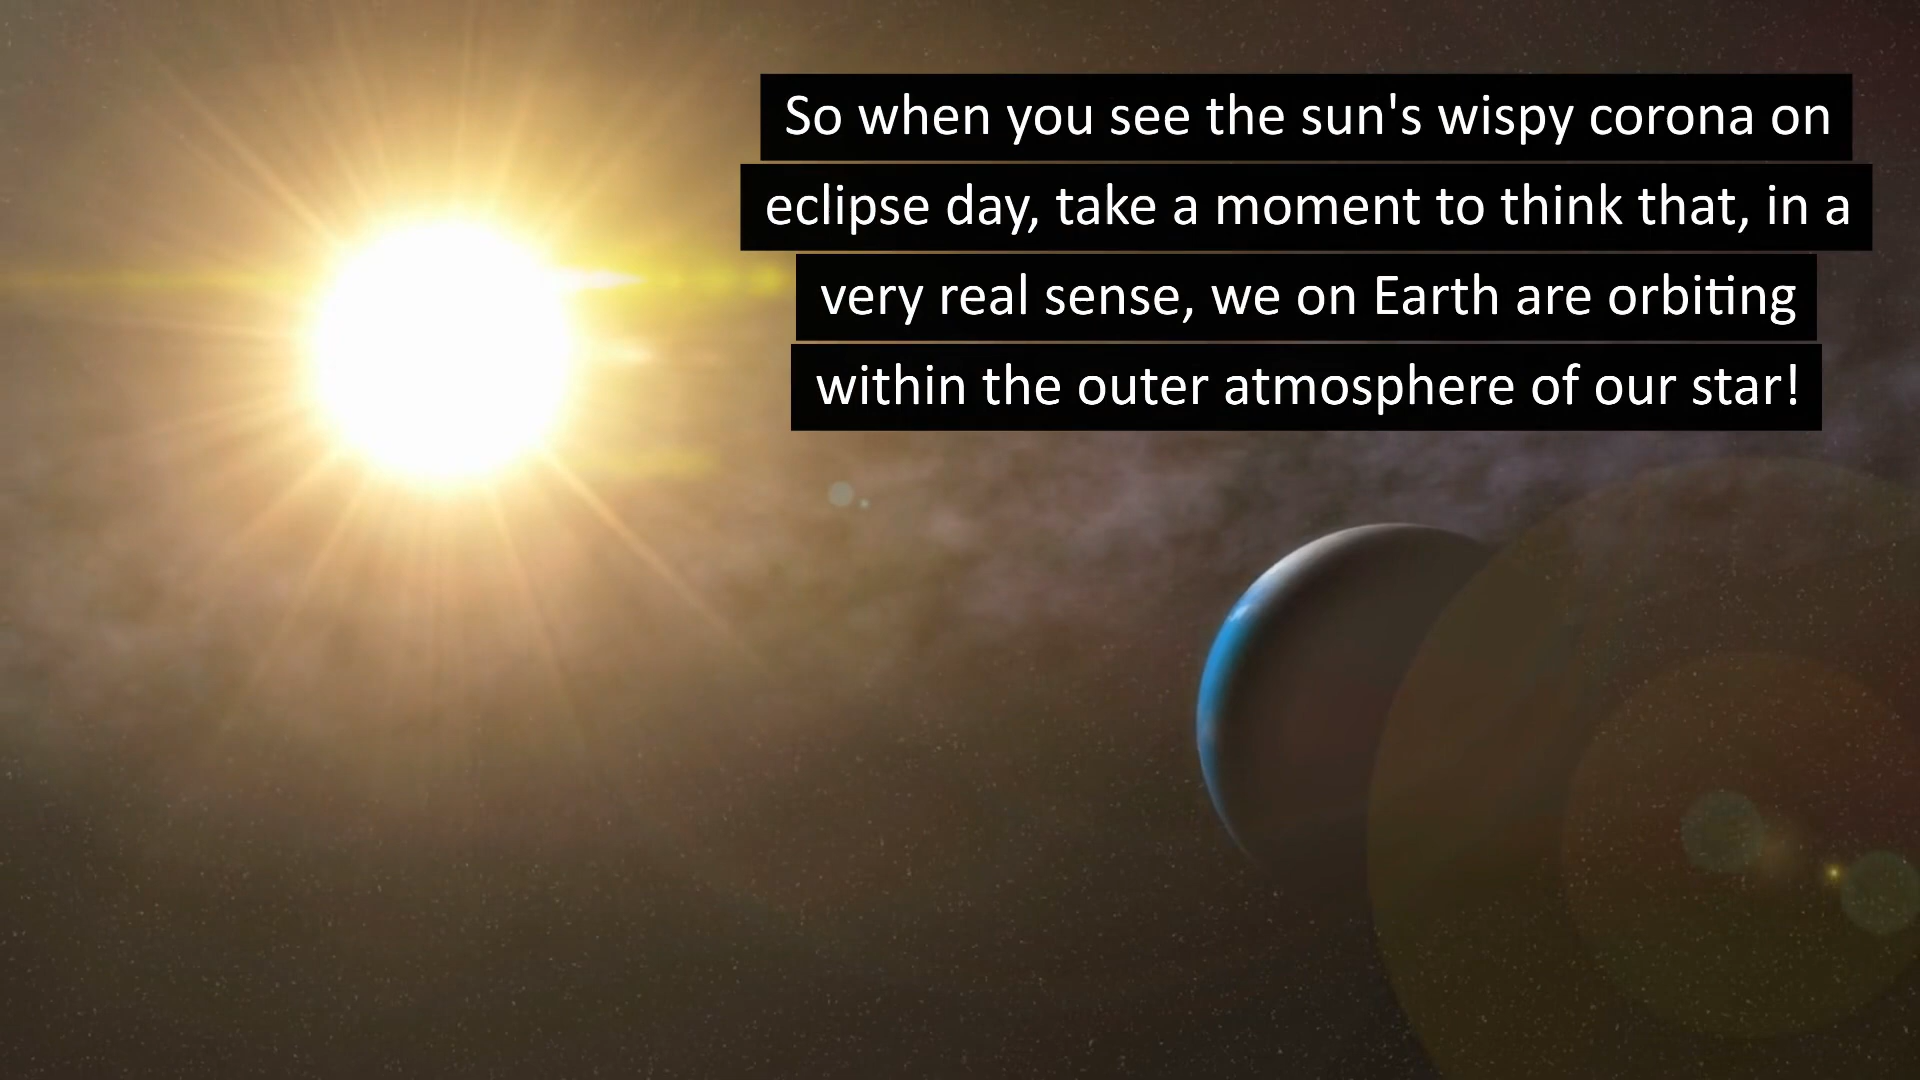 So when you see the sun's wispy corona on
eclipse day, take a moment to think that, in a
very real sense, we on Earth are orbiting
within the outer atmosphere of our star!